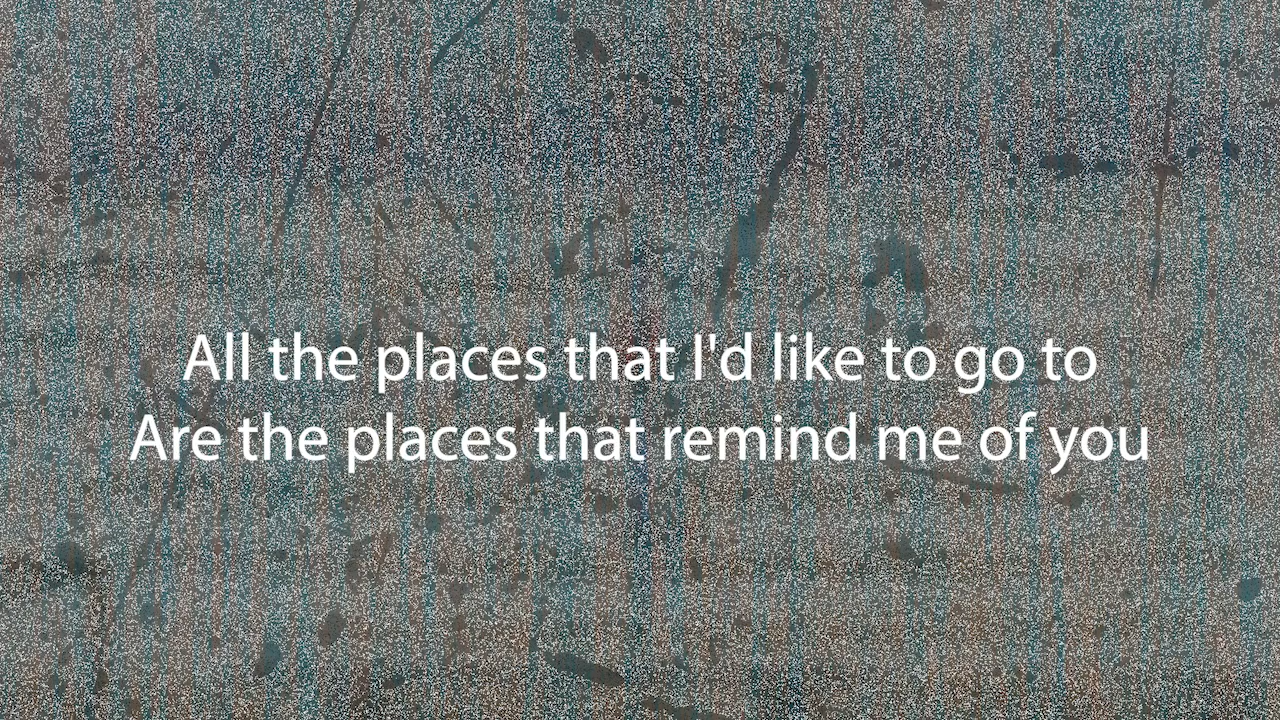 All the places that I'd like to go to
Are the places that remind me of you